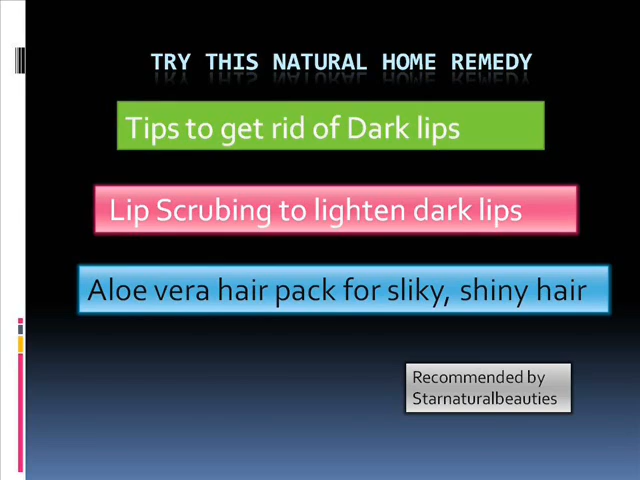 TRY THIS NATURAL HOME REMEDY
Tips to get rid of Dark lips
Lip Scrubing to lighten dark lips
Aloe vera hair pack for sliky, shiny hair
Recommended by
Starnaturalbeauties